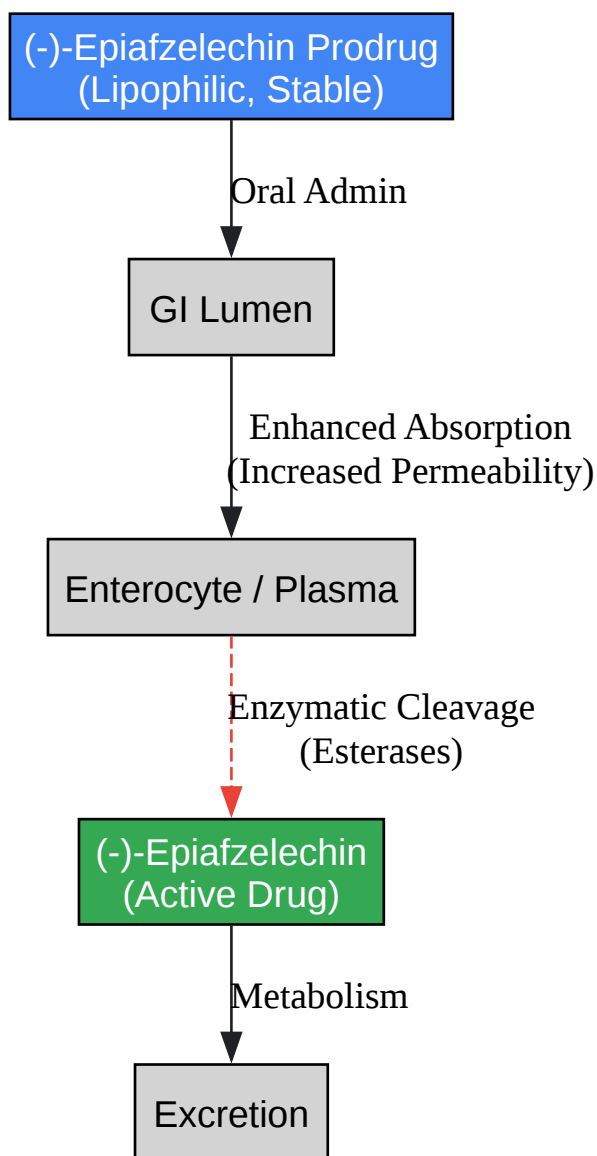 (-)-Epiafzelechin Prodrug
(Lipophilic, Stable)
Oral Admin
GI Lumen
Enhanced Absorption
(Increased Permeability)
Enterocyte / Plasma
Enzymatic Cleavage
(Esterases)
(-)-Epiafzelechin
(Active Drug)
Metabolism
Excretion